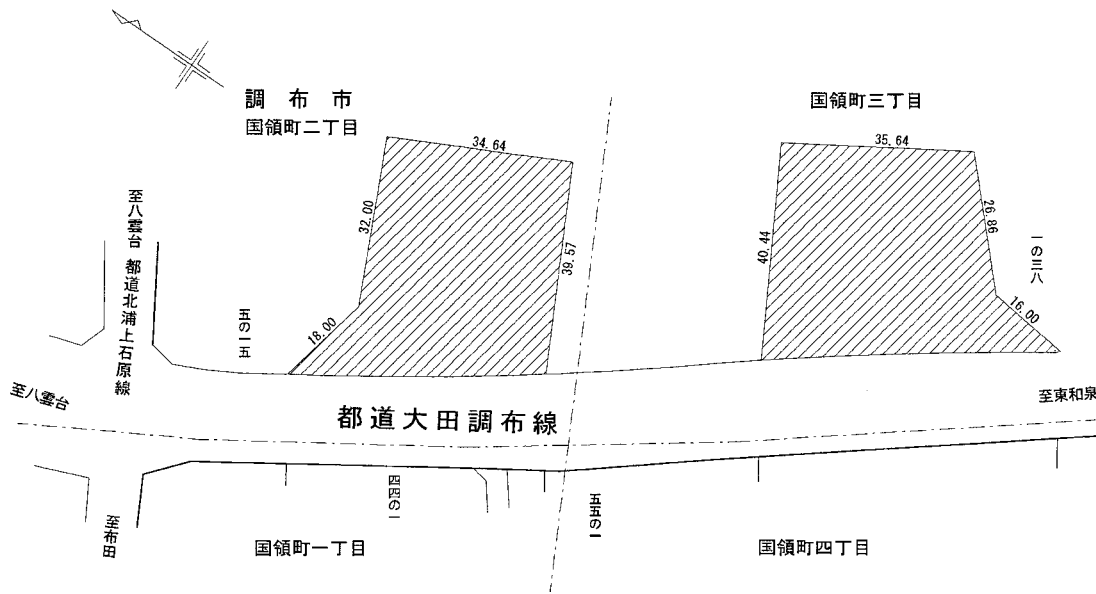 調布市
国領町二丁目
国領町三丁目
34.64
35.64
32.00
39.57
40.44
26.86
一の三八
至八雲台
都道北浦上石原線
五の一五
18.00
16.00
至八雲台
都道大田調布線
至東和泉
四四の一
五五の一
至布田
国領町一丁目
国領町四丁目